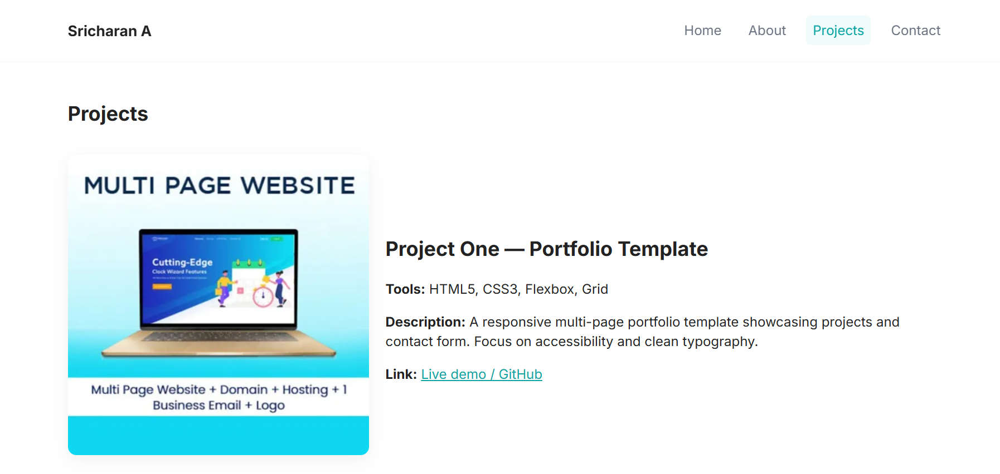 Sricharan A
Home About Projects Contact
Projects
MULTI PAGE WEBSITE
Cutting-Edge
Clock Wizard Features
Multi Page Website + Domain + Hosting + 1
Business Email + Logo
Project One — Portfolio Template
Tools: HTML5, CSS3, Flexbox, Grid
Description: A responsive multi-page portfolio template showcasing projects and
contact form. Focus on accessibility and clean typography.
Link: Live demo / GitHub